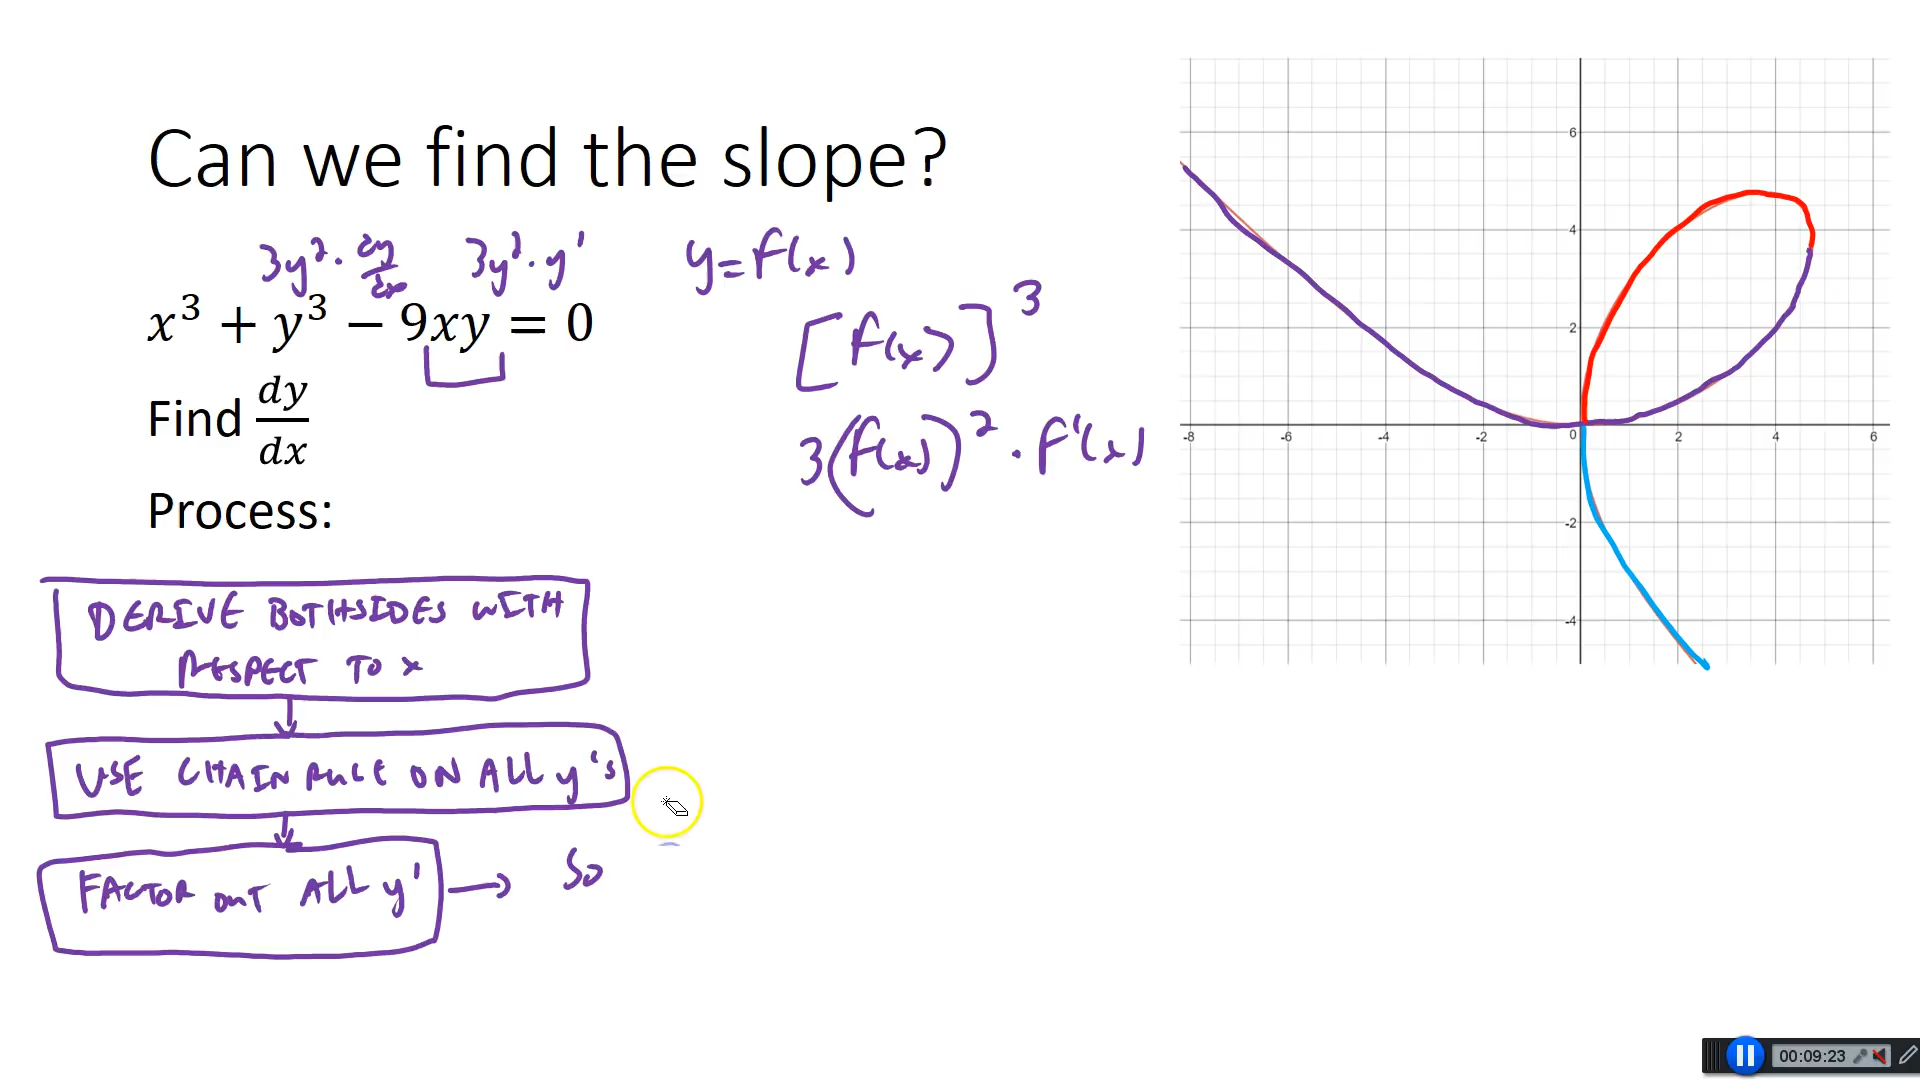 Can we find the slope?
3y² · dy/dx 3y² · y' y = f(x)
x³ + y³ − 9xy = 0
[f(x)]³
Find dy/dx
3(f(x))² · f'(x)
Process:
DERIVE BOTH SIDES WITH
RESPECT TO x
USE CHAIN RULE ON ALL y's
FACTOR OUT ALL y' → SO
6
4
2
-8 -6 -4 -2 0 2 4 6
-2
-4
00:09:23